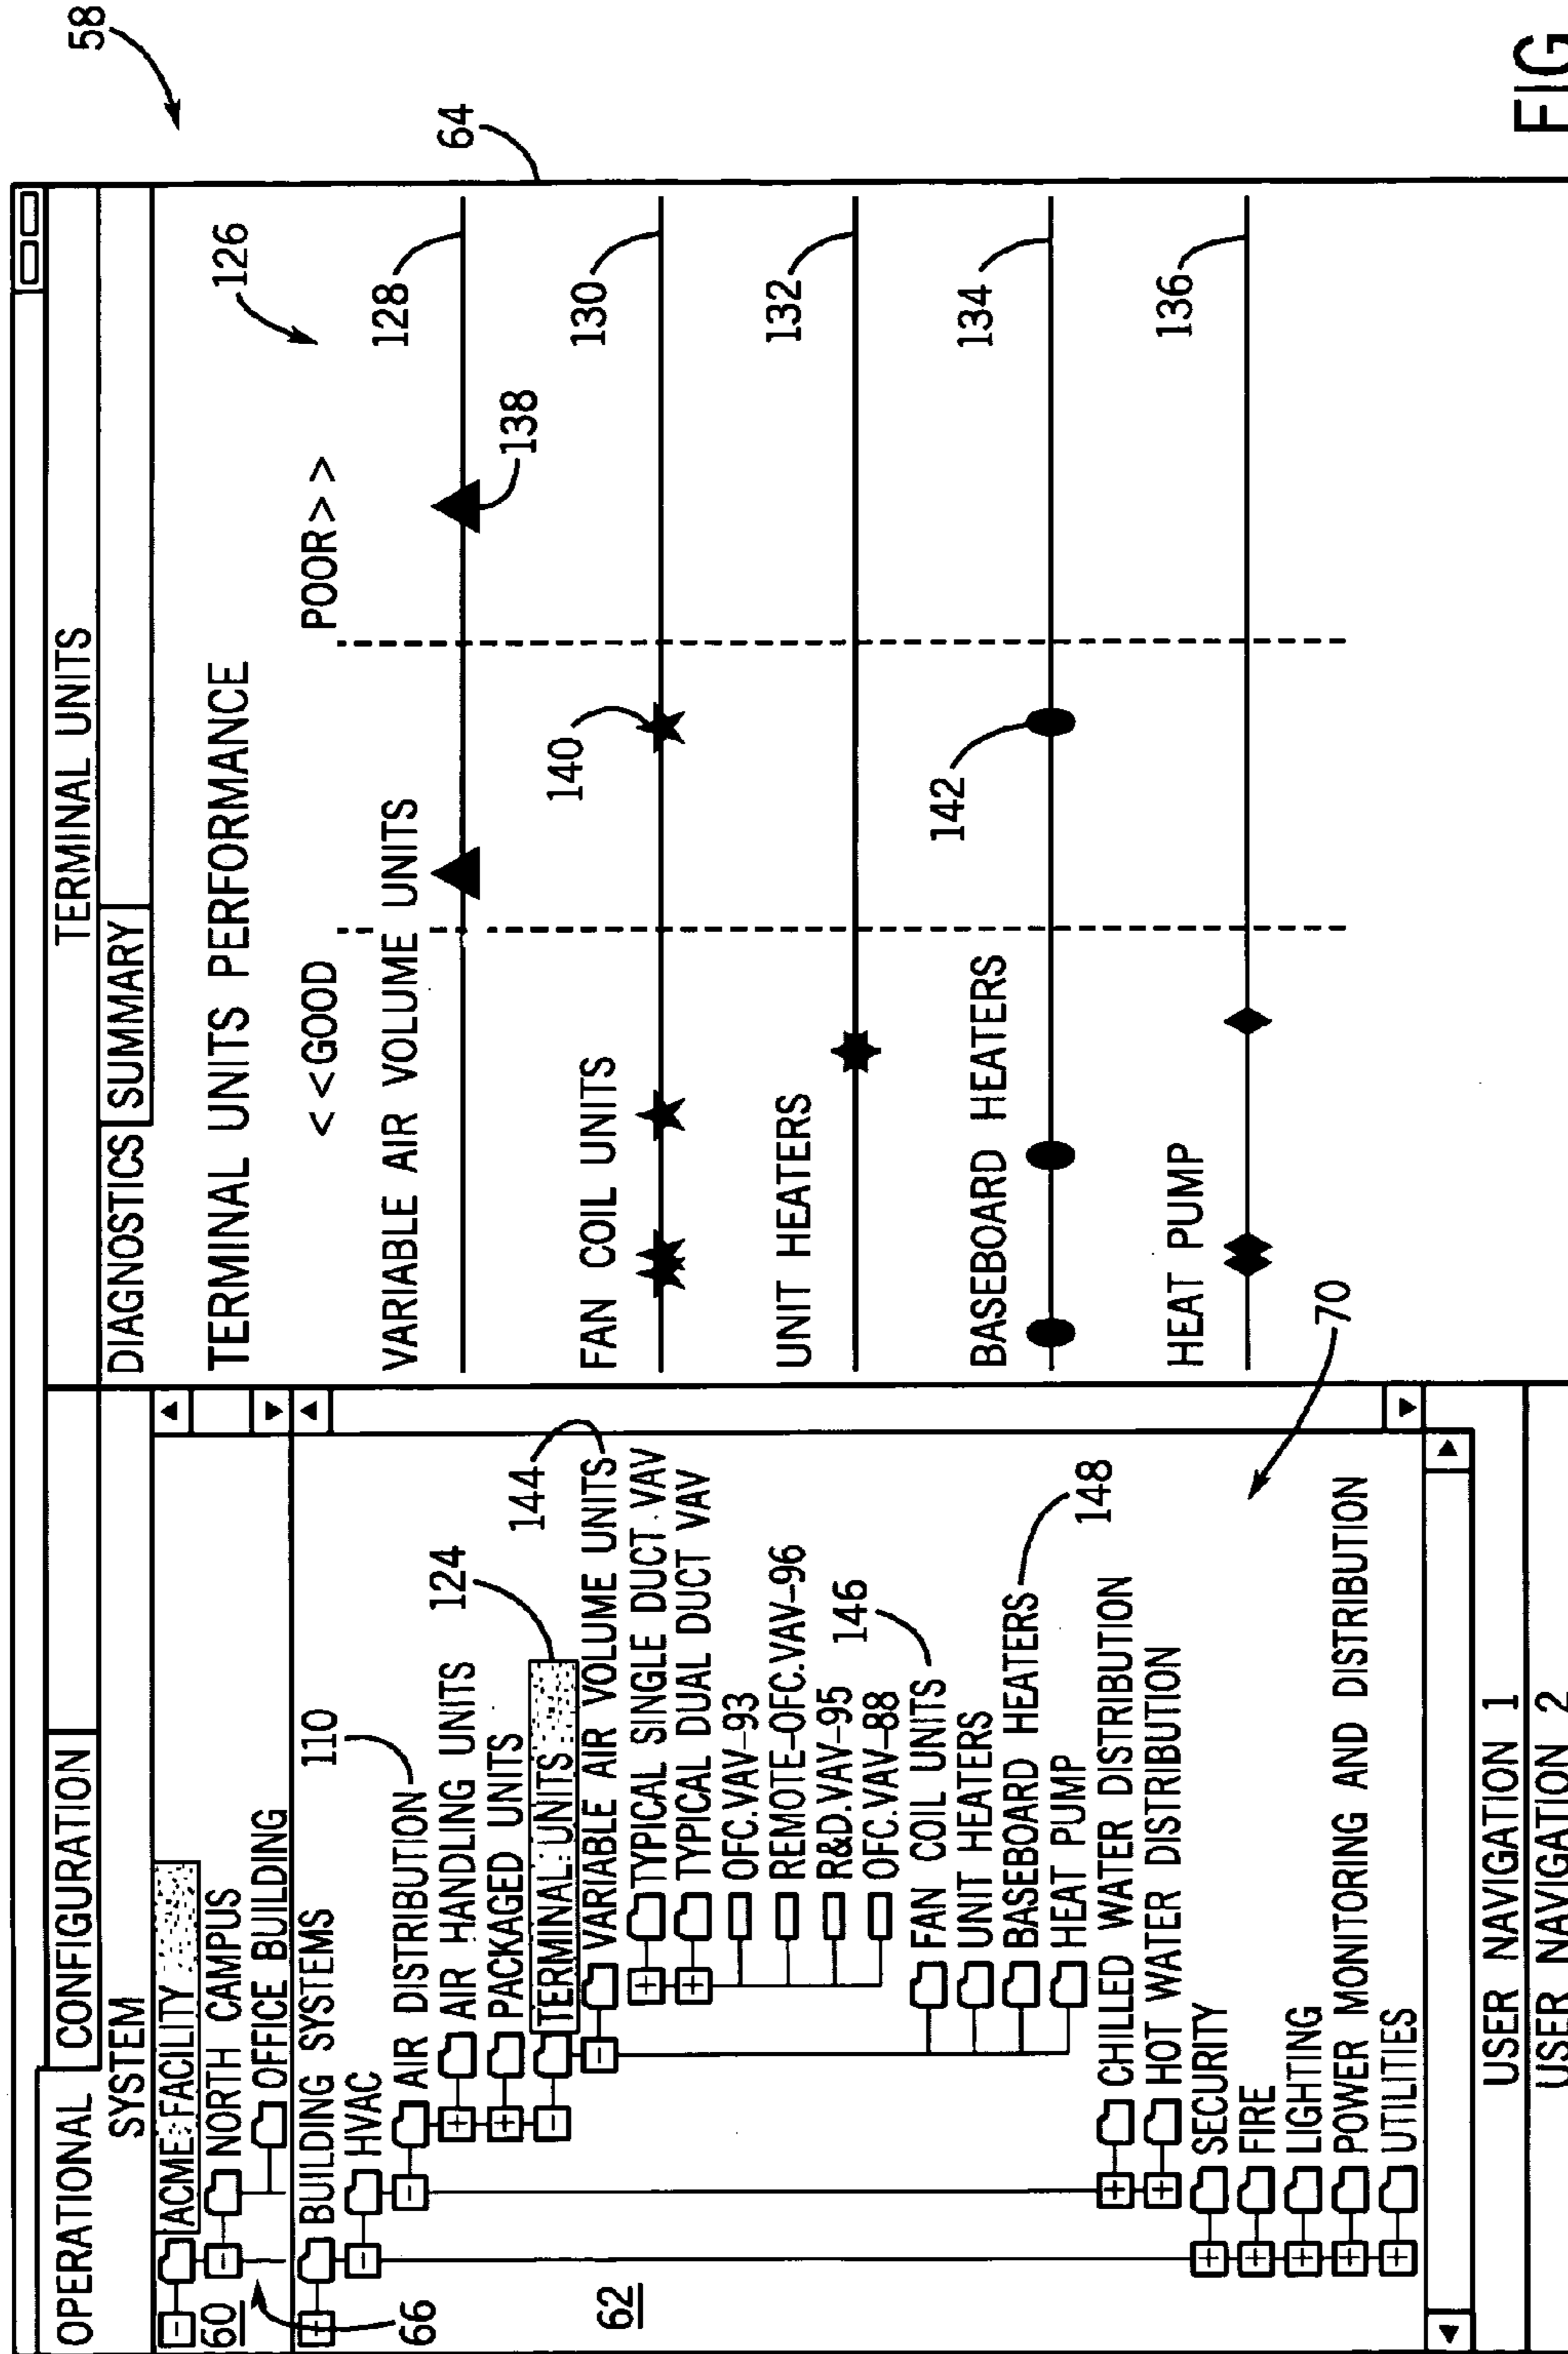 58
OPERATIONAL CONFIGURATION
SYSTEM
ACME FACILITY
NORTH CAMPUS
OFFICE BUILDING
60
66
BUILDING SYSTEMS
110
HVAC
AIR DISTRIBUTION
AIR HANDLING UNITS
PACKAGED UNITS
124
TERMINAL UNITS
144
VARIABLE AIR VOLUME UNITS
TYPICAL SINGLE DUCT VAV
TYPICAL DUAL DUCT VAV
OFC.VAV-93
REMOTE-OFC.VAV-96
R&D.VAV-95
OFC.VAV-88
146
FAN COIL UNITS
UNIT HEATERS
BASEBOARD HEATERS
148
HEAT PUMP
CHILLED WATER DISTRIBUTION
HOT WATER DISTRIBUTION
SECURITY
FIRE
LIGHTING
POWER MONITORING AND DISTRIBUTION
UTILITIES
62
70
USER NAVIGATION 1
USER NAVIGATION 2
TERMINAL UNITS
DIAGNOSTICS SUMMARY
64
TERMINAL UNITS PERFORMANCE
126
<<GOOD POOR>>
VARIABLE AIR VOLUME UNITS
128
138
FAN COIL UNITS
130
140
UNIT HEATERS
132
BASEBOARD HEATERS
134
142
HEAT PUMP
136
FIG